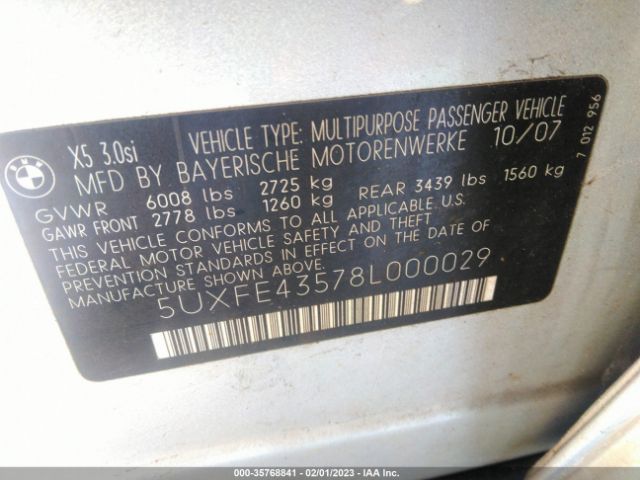 BMW
X5 3.0si VEHICLE TYPE: MULTIPURPOSE PASSENGER VEHICLE
MFD BY BAYERISCHE MOTORENWERKE 10/07
GVWR 6008 lbs 2725 kg
GAWR FRONT 2778 lbs 1260 kg REAR 3439 lbs 1560 kg
THIS VEHICLE CONFORMS TO ALL APPLICABLE U.S.
FEDERAL MOTOR VEHICLE SAFETY AND THEFT
PREVENTION STANDARDS IN EFFECT ON THE DATE OF
MANUFACTURE SHOWN ABOVE.
5UXFE43578L000029
7 012 956
000-35768841 - 02/01/2023 - IAA Inc.